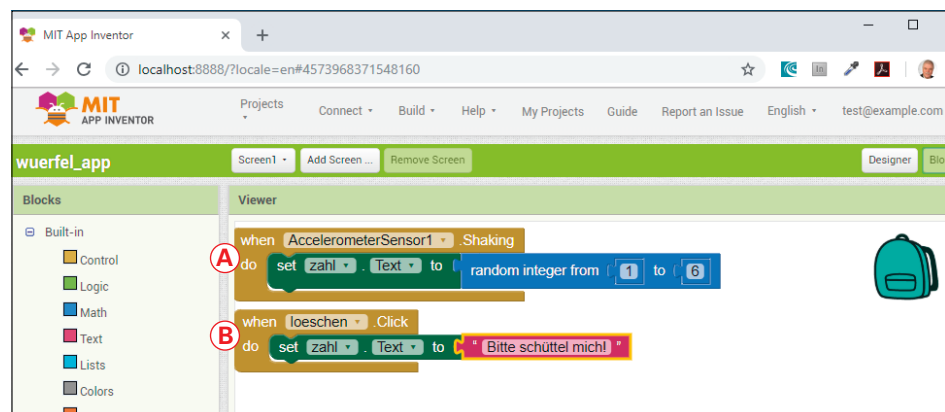 MIT App Inventor
localhost:8888/?locale=en#4573968371548160
MIT
APP INVENTOR
Projects Connect Build Help My Projects Guide Report an Issue English test@example.com
wuerfel_app Screen1 Add Screen ... Remove Screen Designer Blo
Blocks Viewer
Built-in
Control
Logic
Math
Text
Lists
Colors
A
when AccelerometerSensor1 .Shaking
do set zahl . Text to random integer from 1 to 6
B
when loeschen .Click
do set zahl . Text to " Bitte schüttel mich! "